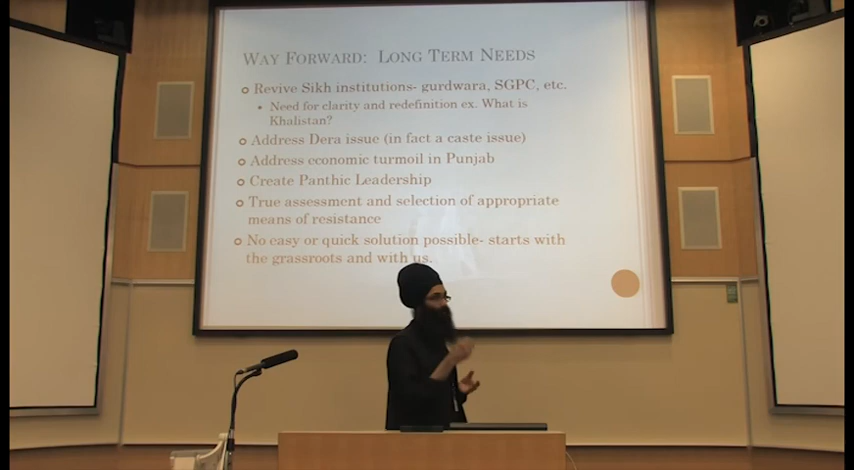 WAY FORWARD: LONG TERM NEEDS
Revive Sikh institutions- gurdwara, SGPC, etc.
Need for clarity and redefinition ex. What is
Khalistan?
Address Dera issue (in fact a caste issue)
Address economic turmoil in Punjab
Create Panthic Leadership
True assessment and selection of appropriate
means of resistance
No easy or quick solution possible- starts with
the grassroots and with us.